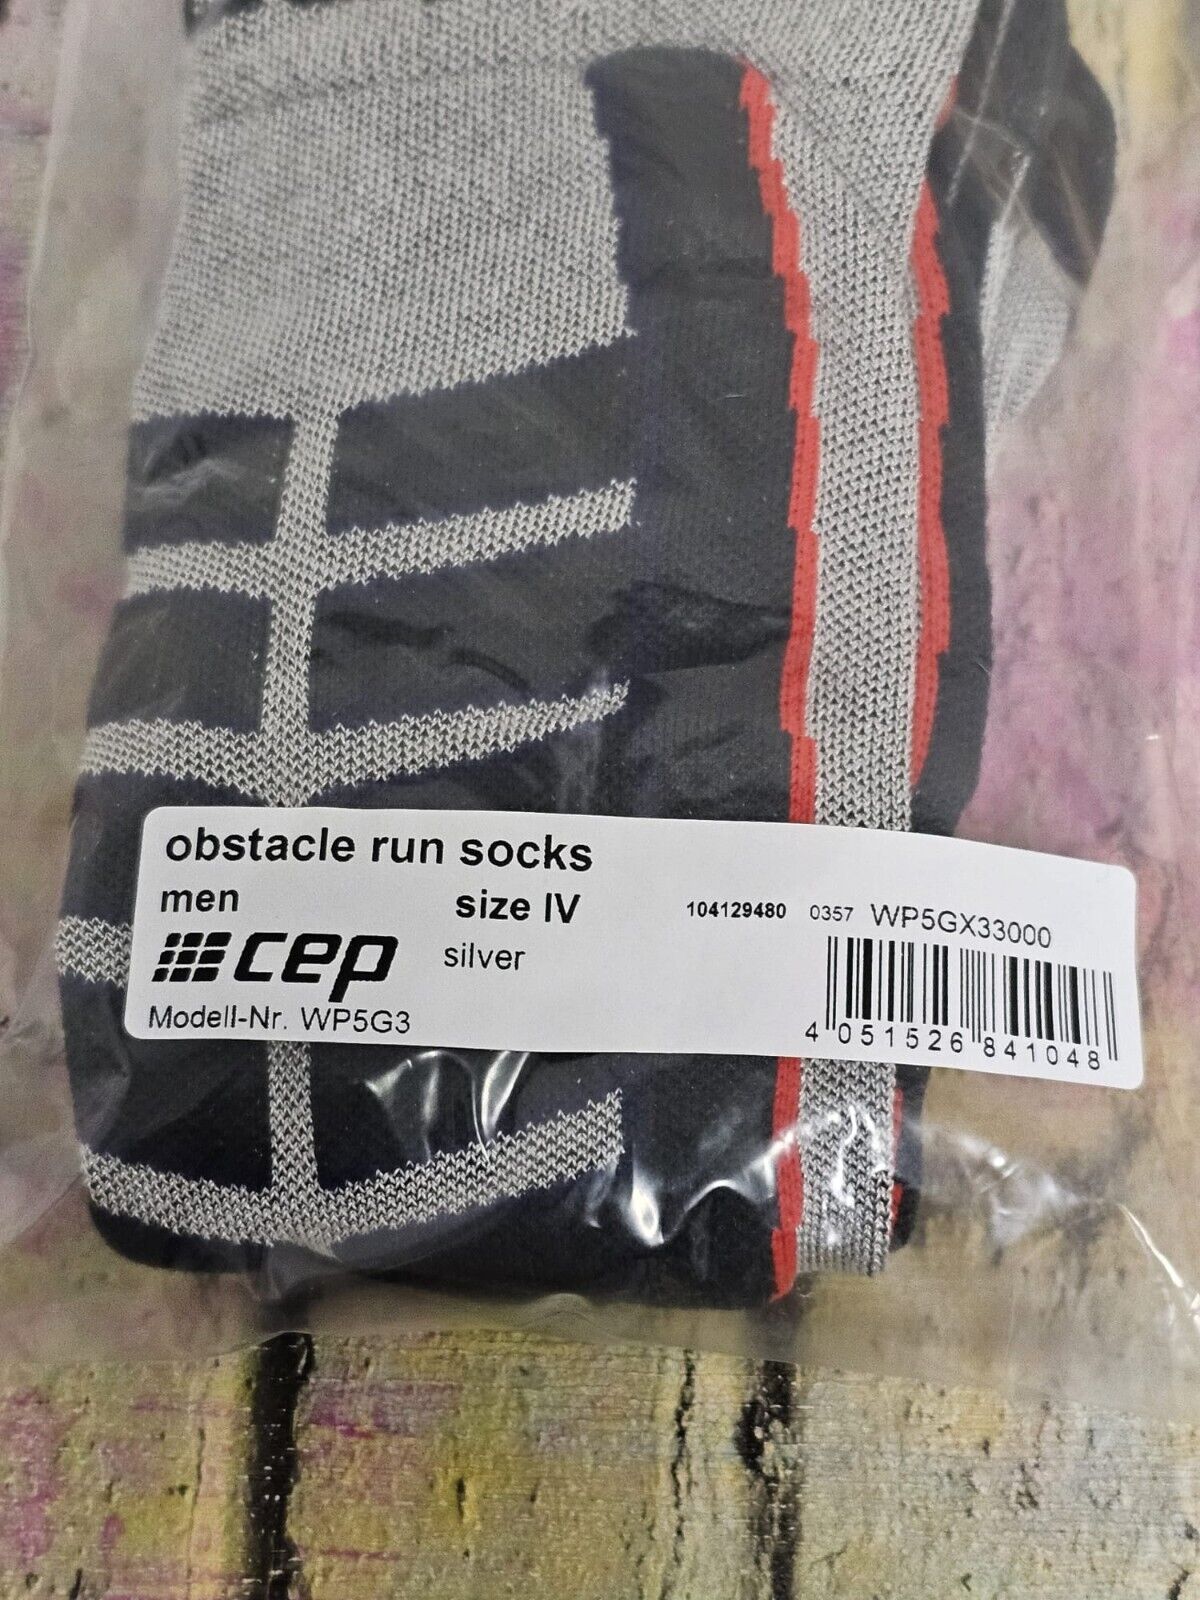 obstacle run socks
men size IV 104129480 0357 WP5GX33000
cep silver
Modell-Nr. WP5G3 4 051526 841048